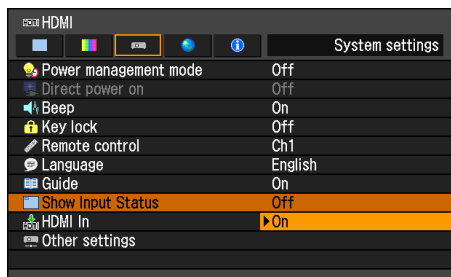 HDMI HDMI
System settings
Power management mode Off
Direct power on Off
Beep On
Key lock Off
Remote control Ch1
Language English
Guide On
Show Input Status Off
HDMI In On
Other settings